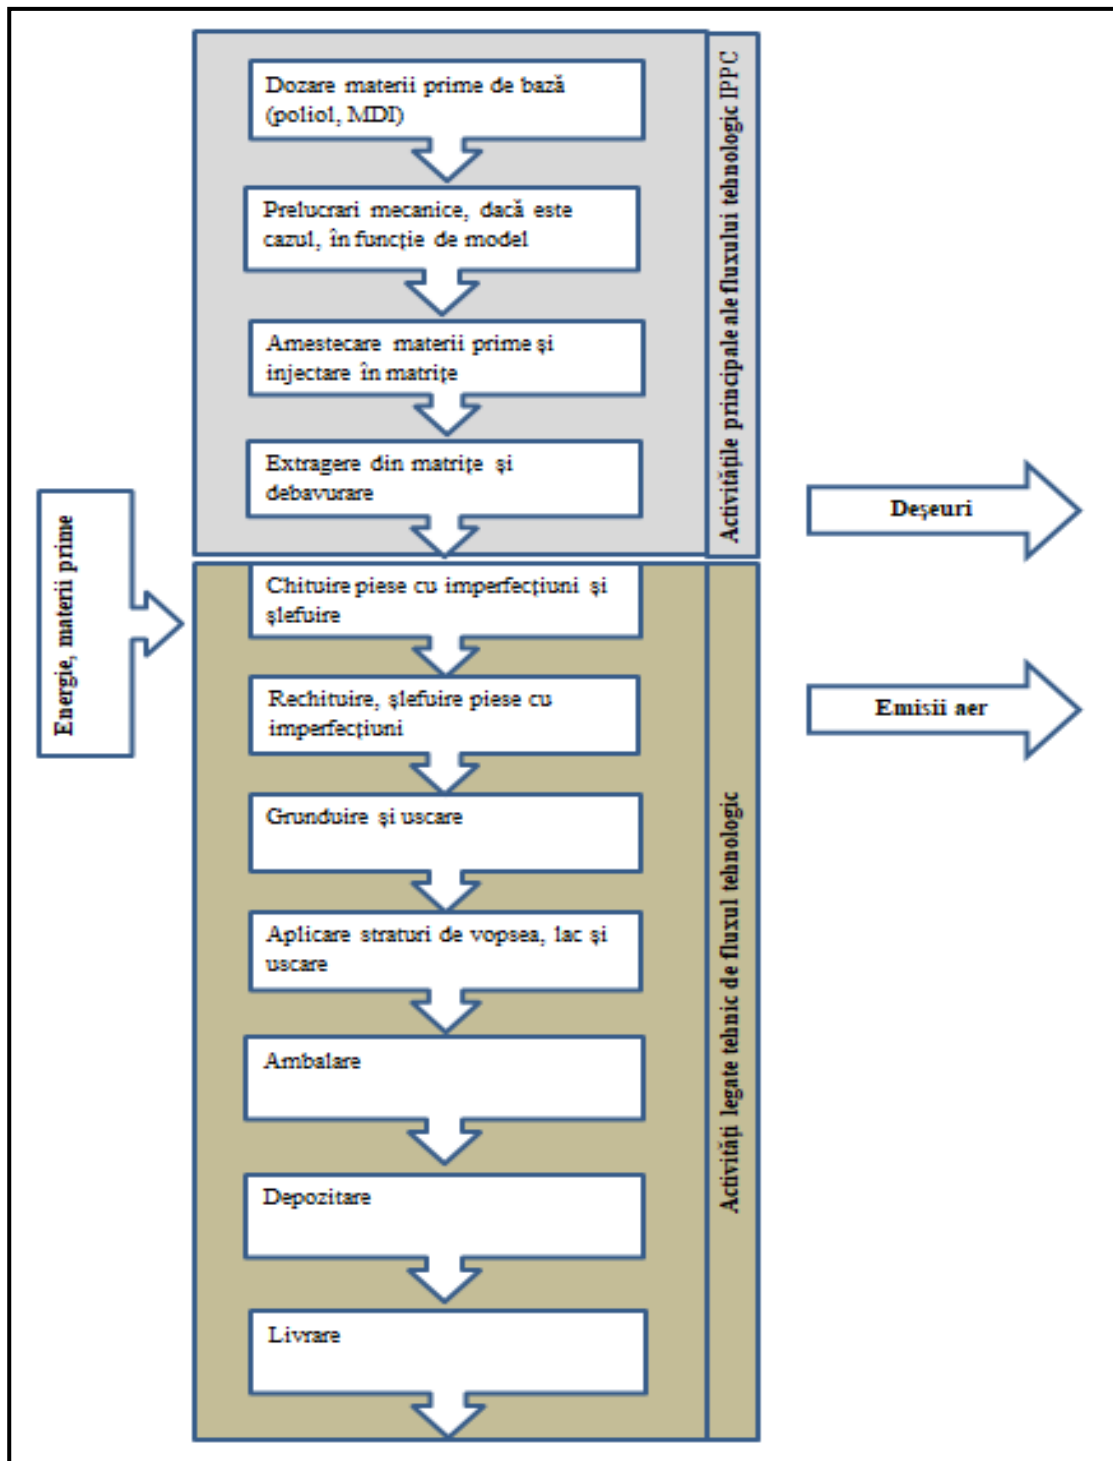 Dozare materii prime de bază
(poliol, MDI)
Prelucrari mecanice, dacă este
cazul, în funcție de model
Amestecare materii prime și
injectare în matrițe
Extragere din matrițe și
debavurare
Activitățile principale ale fluxului tehnologic IPPC
Energie, materii prime
Deșeuri
Chituire piese cu imperfecțiuni și
șlefuire
Rechituire, șlefuire piese cu
imperfecțiuni
Emisii aer
Grunduire și uscare
Aplicare straturi de vopsea, lac și
uscare
Ambalare
Depozitare
Livrare
Activități legate tehnic de fluxul tehnologic